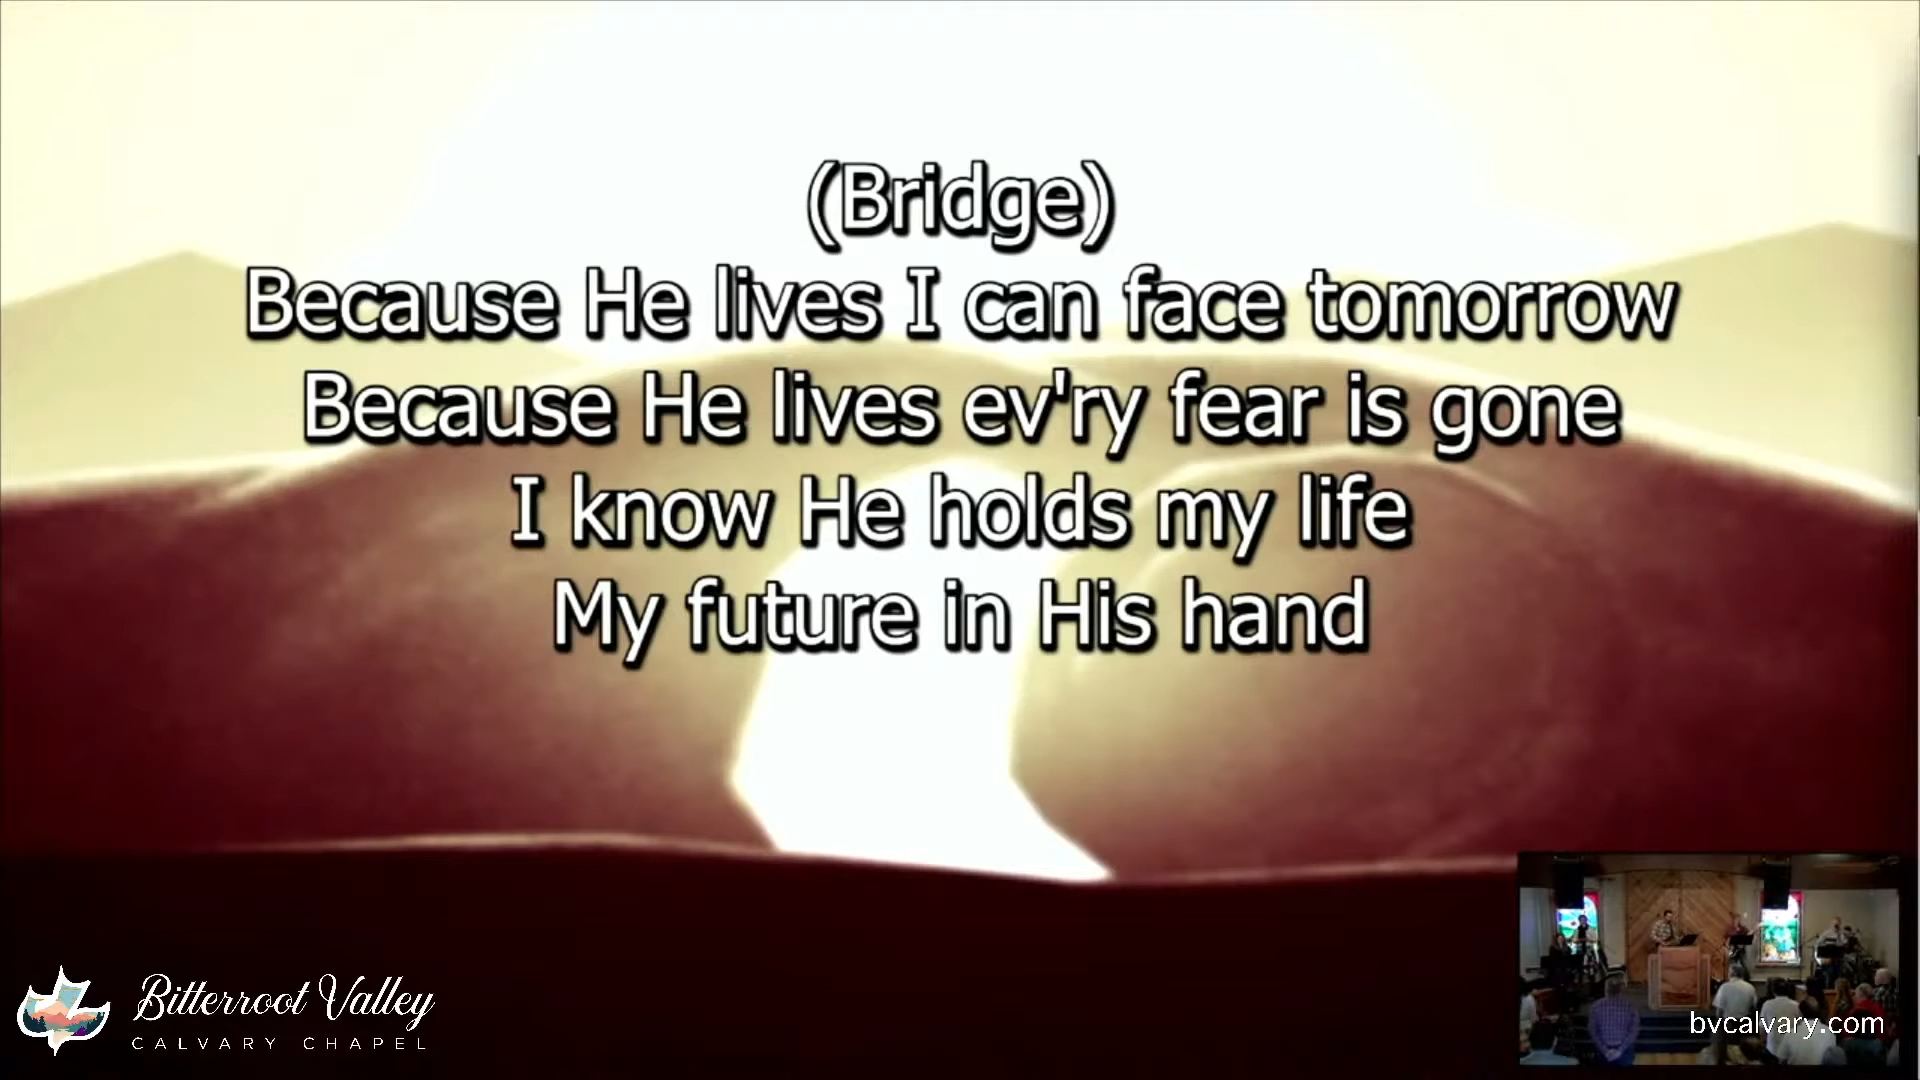 (Bridge)
Because He lives I can face tomorrow
Because He lives ev'ry fear is gone
I know He holds my life
My future in His hand
Bitterroot Valley
CALVARY CHAPEL
bvcalvary.com